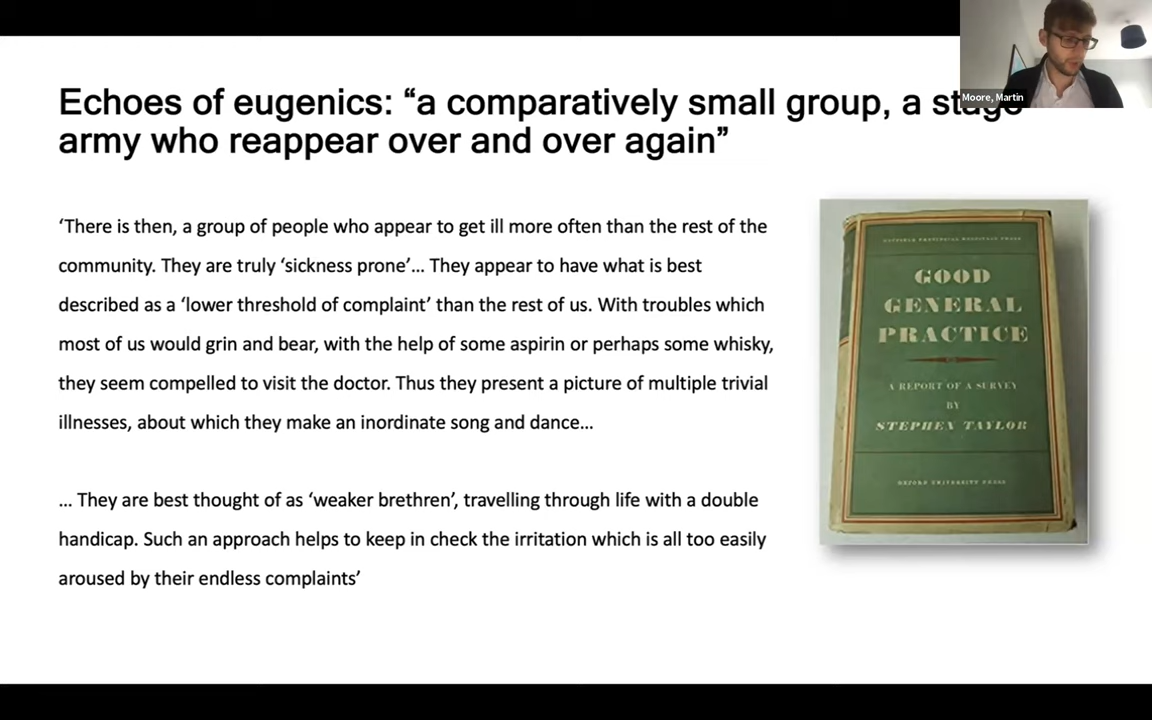 Echoes of eugenics: “a comparatively small group, a stage
army who reappear over and over again”
Moore, Martin
‘There is then, a group of people who appear to get ill more often than the rest of the
community. They are truly ‘sickness prone’... They appear to have what is best
described as a ‘lower threshold of complaint’ than the rest of us. With troubles which
most of us would grin and bear, with the help of some aspirin or perhaps some whisky,
they seem compelled to visit the doctor. Thus they present a picture of multiple trivial
illnesses, about which they make an inordinate song and dance...
... They are best thought of as ‘weaker brethren’, travelling through life with a double
handicap. Such an approach helps to keep in check the irritation which is all too easily
aroused by their endless complaints’
GOOD
GENERAL
PRACTICE
A REPORT OF A SURVEY
BY
STEPHEN TAYLOR
OXFORD UNIVERSITY PRESS